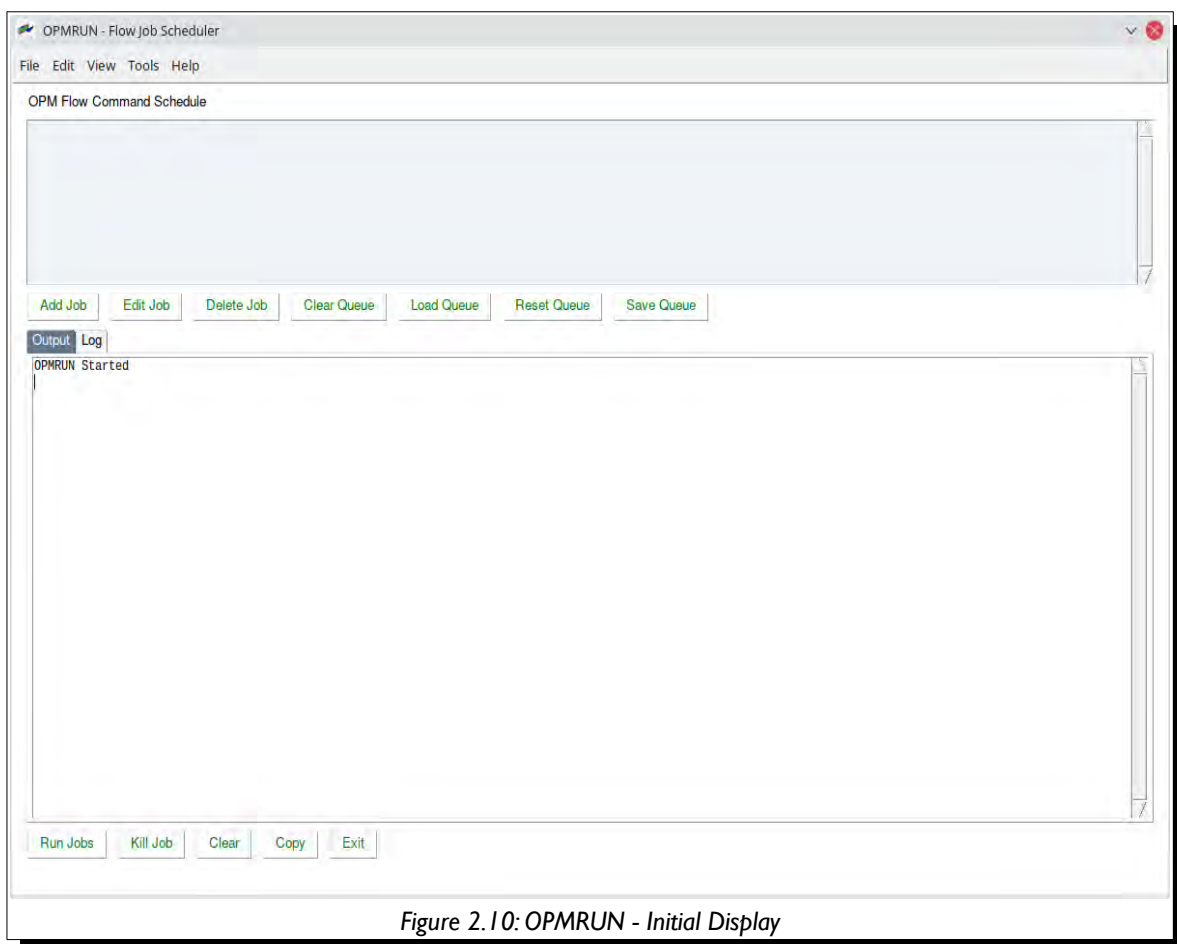 OPMRUN - Flow Job Scheduler
File Edit View Tools Help
OPM Flow Command Schedule
Add Job Edit Job Delete Job Clear Queue Load Queue Reset Queue Save Queue
Output Log
OPMRUN Started
Run Jobs Kill Job Clear Copy Exit
Figure 2.10: OPMRUN - Initial Display